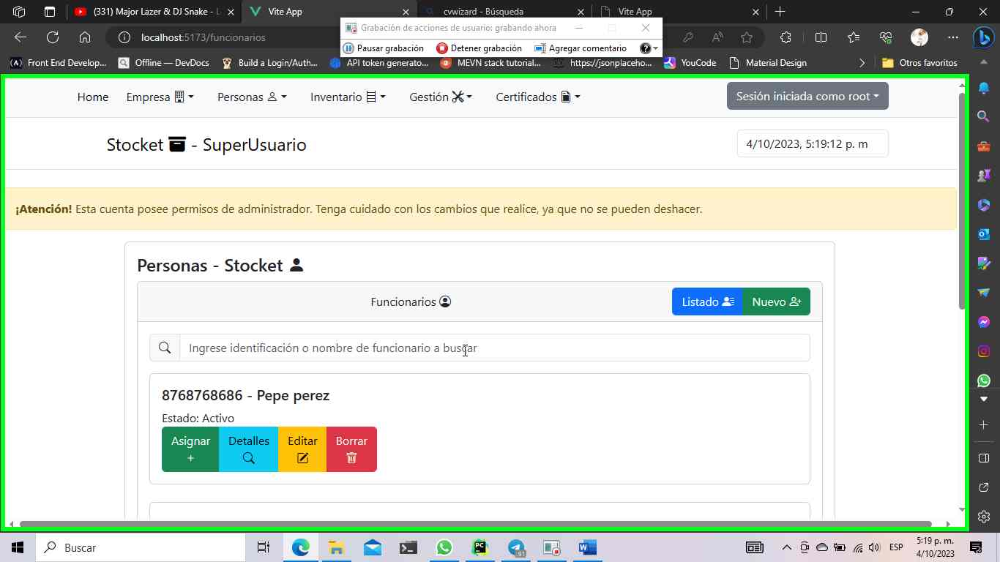 (331) Major Lazer & DJ Snake - L
Vite App
cvwizard - Búsqueda
Vite App
localhost:5173/funcionarios
Grabación de acciones de usuario: grabando ahora
Pausar grabación
Detener grabación
Agregar comentario
Front End Develop...
Offline — DevDocs
Build a Login/Auth...
API token generato...
MEVN stack tutorial...
https://jsonplaceho...
YouCode
Material Design
Otros favoritos
Home
Empresa
Personas
Inventario
Gestión
Certificados
Sesión iniciada como root
Stocket - SuperUsuario
4/10/2023, 5:19:12 p. m
¡Atención! Esta cuenta posee permisos de administrador. Tenga cuidado con los cambios que realice, ya que no se pueden deshacer.
Personas - Stocket
Funcionarios
Listado
Nuevo
Ingrese identificación o nombre de funcionario a buscar
8768768686 - Pepe perez
Estado: Activo
Asignar
Detalles
Editar
Borrar
Buscar
91
ESP
5:19 p. m.
4/10/2023